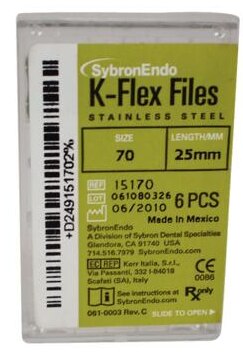 SybronEndo
K-Flex Files
STAINLESS STEEL
SIZE
70
LENGTH/MM
25mm
REF 15170
LOT 061080326
06/2010
6 PCS
Made in Mexico
SybronEndo
A Division of Sybron Dental Specialties
Glendora, CA 91740 USA
714.516.7979 SybronEndo.com
EC REP Kerr Italia, S.r.l.
Via Passanti, 332 I-84018
Scafati (SA), Italy
CE
0086
See instructions at
SybronEndo.com
Rx only
061-0003 Rev. C
SLIDE TO OPEN
+D249151702%